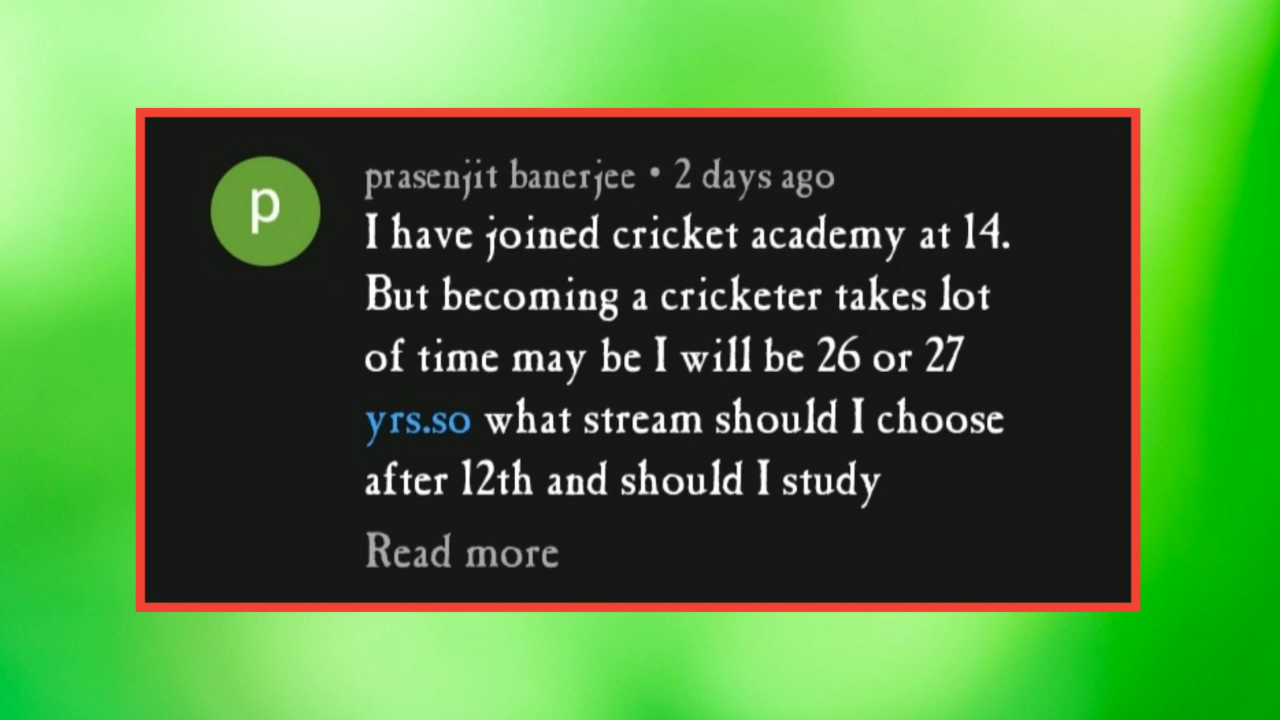 p
prasenjit banerjee • 2 days ago
I have joined cricket academy at 14.
But becoming a cricketer takes lot
of time may be I will be 26 or 27
yrs.so what stream should I choose
after 12th and should I study
Read more